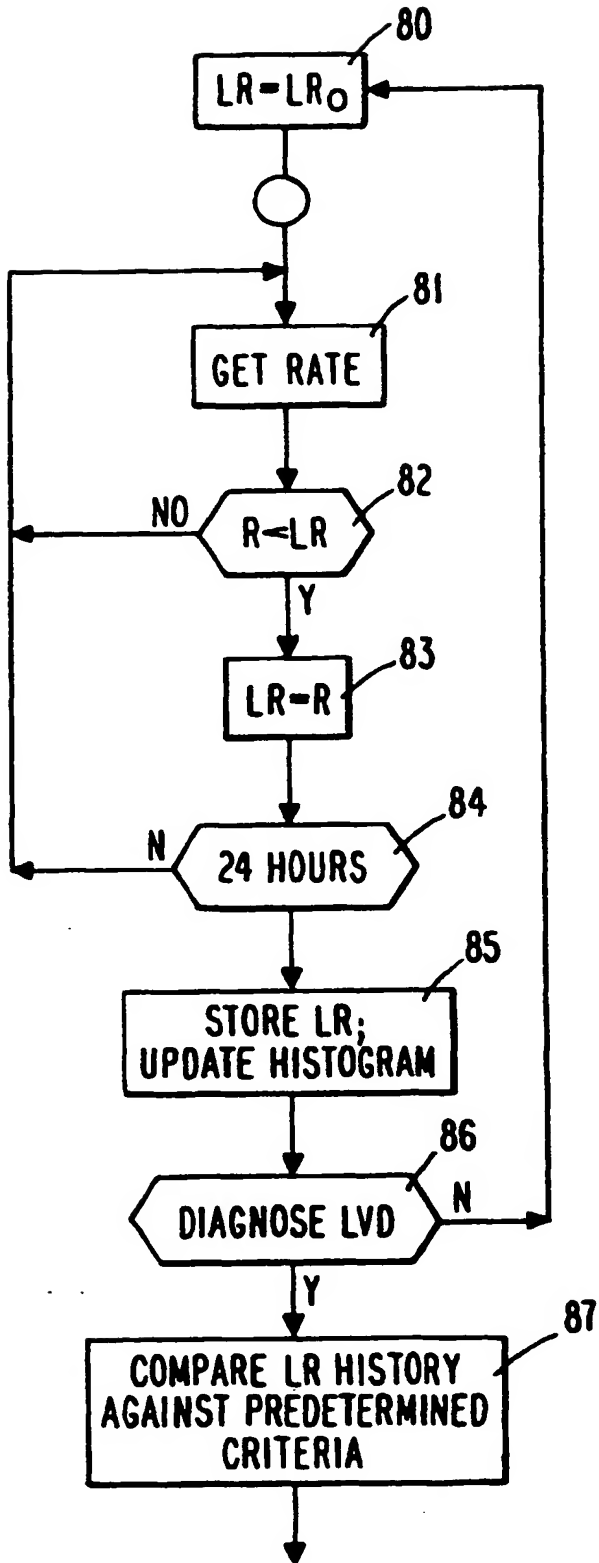 80
LR=LR₀
81
GET RATE
82
NO
R<LR
Y
83
LR=R
84
N
24 HOURS
85
STORE LR;
UPDATE HISTOGRAM
86
N
DIAGNOSE LVD
Y
87
COMPARE LR HISTORY
AGAINST PREDETERMINED
CRITERIA